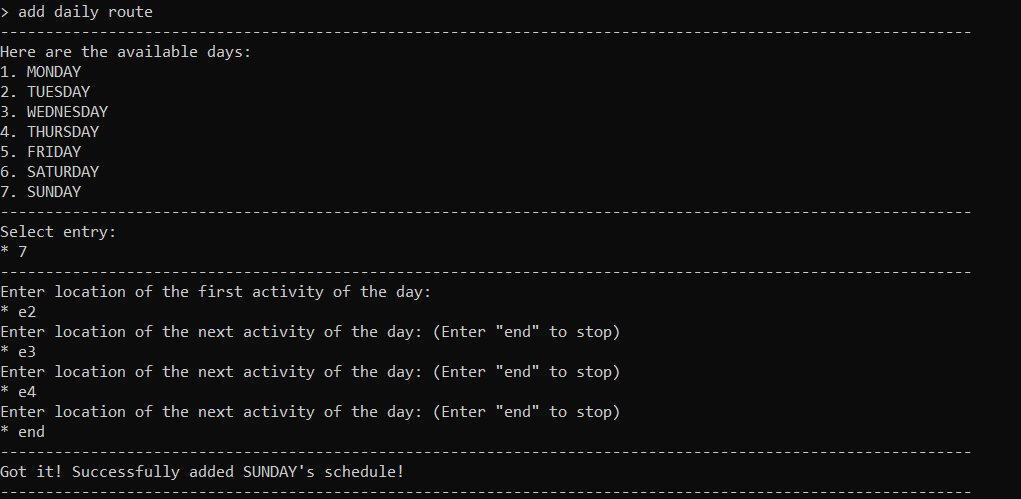 > add daily route
------------------------------------------------------------------------------------------------------------
Here are the available days:
1. MONDAY
2. TUESDAY
3. WEDNESDAY
4. THURSDAY
5. FRIDAY
6. SATURDAY
7. SUNDAY
------------------------------------------------------------------------------------------------------------
Select entry:
* 7
------------------------------------------------------------------------------------------------------------
Enter location of the first activity of the day:
* e2
Enter location of the next activity of the day: (Enter "end" to stop)
* e3
Enter location of the next activity of the day: (Enter "end" to stop)
* e4
Enter location of the next activity of the day: (Enter "end" to stop)
* end
------------------------------------------------------------------------------------------------------------
Got it! Successfully added SUNDAY's schedule!
------------------------------------------------------------------------------------------------------------